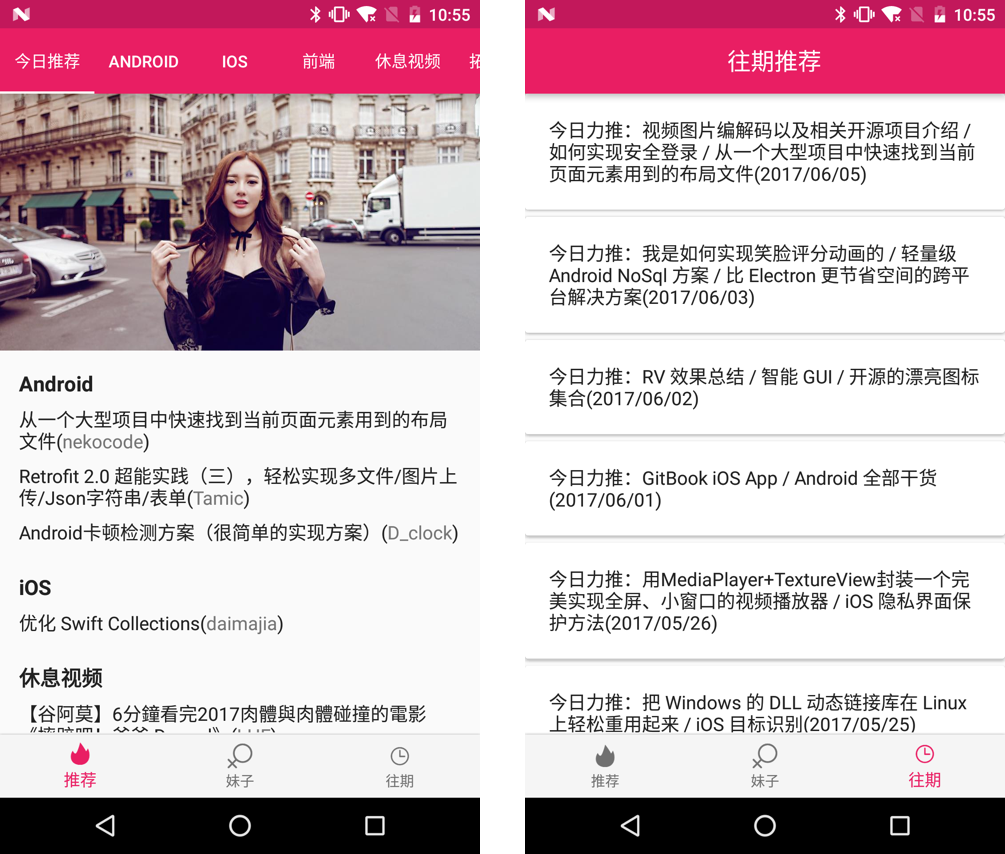 10:55
今日推荐 ANDROID IOS 前端 休息视频
Android
从一个大型项目中快速找到当前页面元素用到的布局
文件(nekocode)
Retrofit 2.0 超能实践（三），轻松实现多文件/图片上
传/Json字符串/表单(Tamic)
Android卡顿检测方案（很简单的实现方案）(D_clock)
iOS
优化 Swift Collections(daimajia)
休息视频
【谷阿莫】6分鐘看完2017肉體與肉體碰撞的電影
推荐 妹子 往期
10:55
往期推荐
今日力推：视频图片编解码以及相关开源项目介绍 /
如何实现安全登录 / 从一个大型项目中快速找到当前
页面元素用到的布局文件(2017/06/05)
今日力推：我是如何实现笑脸评分动画的 / 轻量级
Android NoSql 方案 / 比 Electron 更节省空间的跨平
台解决方案(2017/06/03)
今日力推：RV 效果总结 / 智能 GUI / 开源的漂亮图标
集合(2017/06/02)
今日力推：GitBook iOS App / Android 全部干货
(2017/06/01)
今日力推：用MediaPlayer+TextureView封装一个完
美实现全屏、小窗口的视频播放器 / iOS 隐私界面保
护方法(2017/05/26)
今日力推：把 Windows 的 DLL 动态链接库在 Linux
上轻松重用起来 / iOS 目标识别(2017/05/25)
推荐 妹子 往期